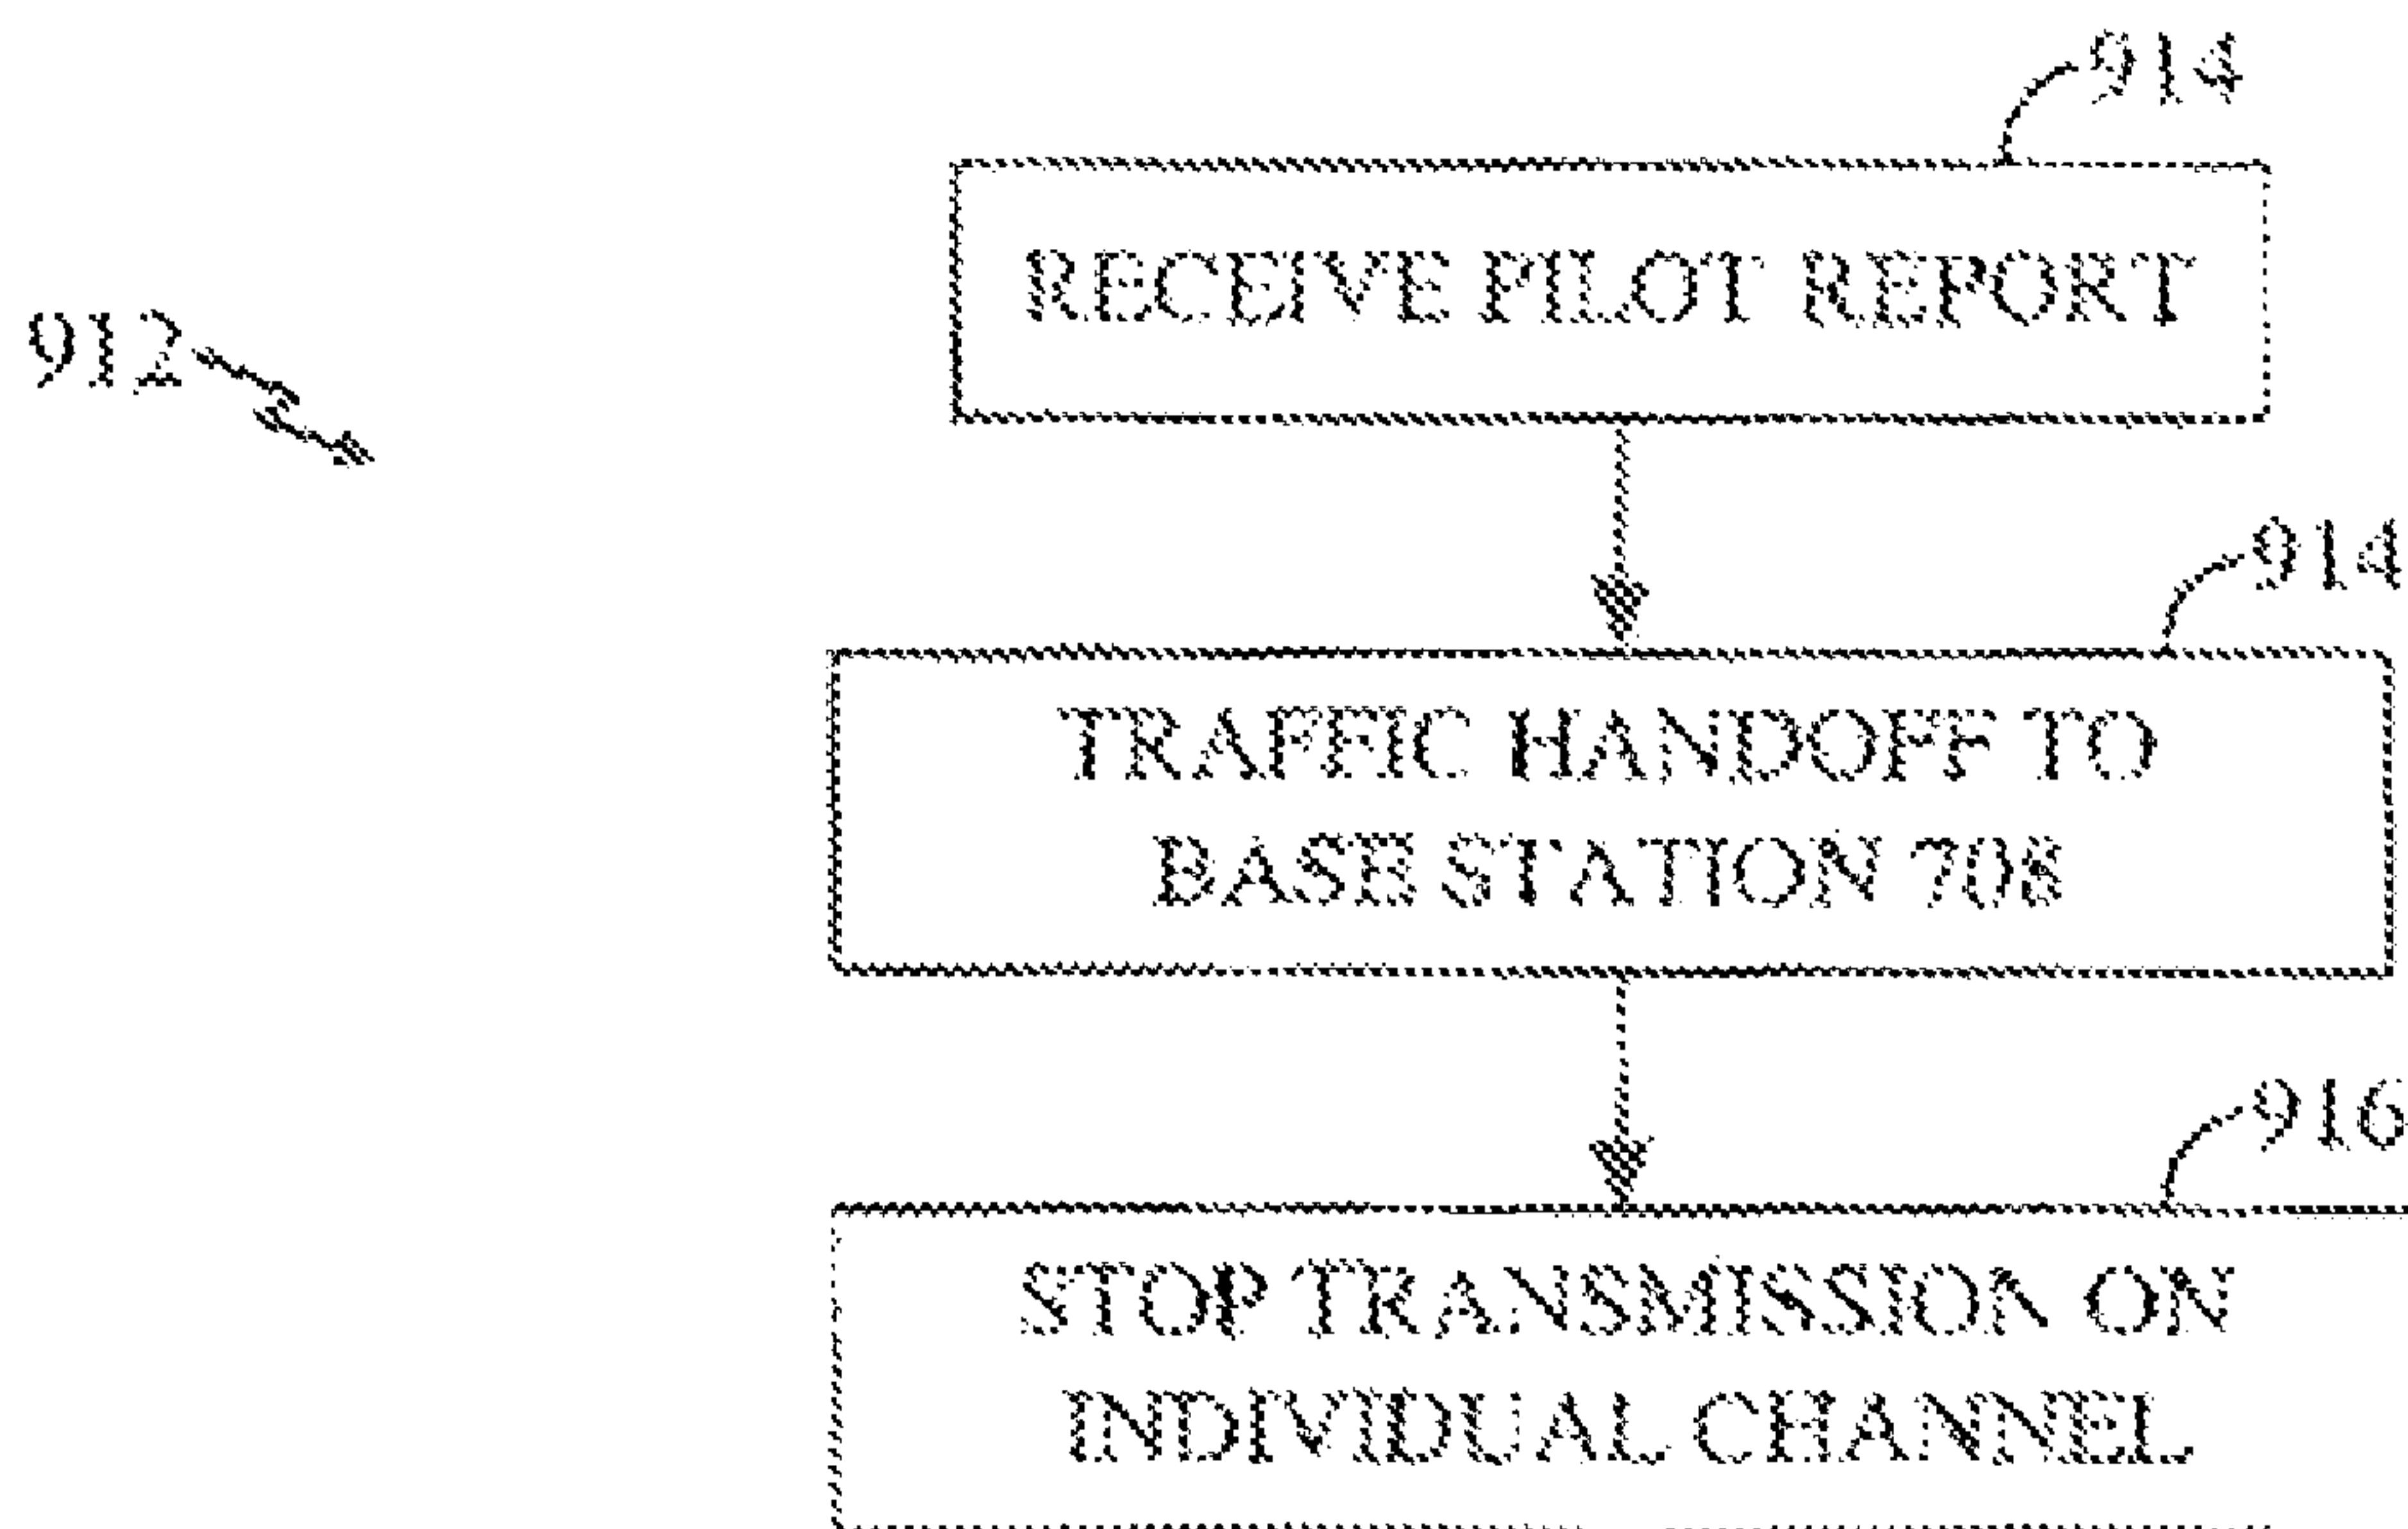 914
RECEIVE PILOT REPORT
912
914
TRAFFIC HANDOFF TO
BASE STATION 708
916
STOP TRANSMISSION ON
INDIVIDUAL CHANNEL